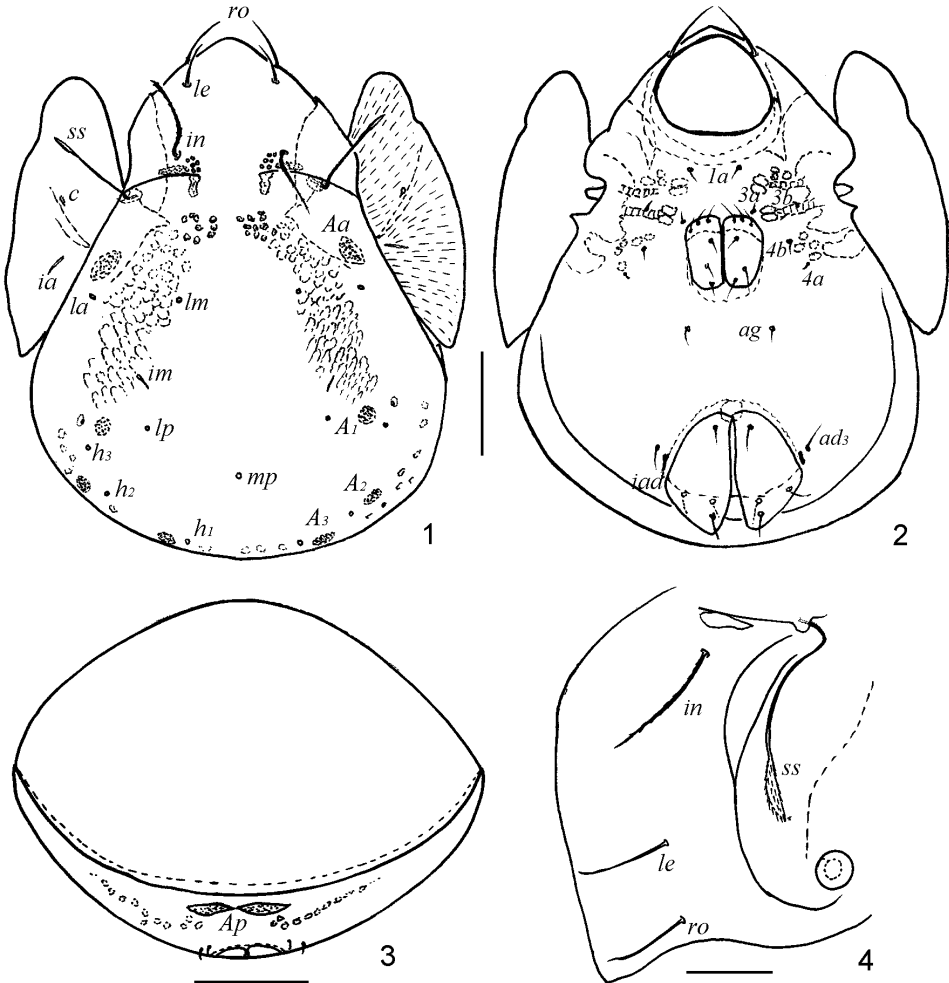 ro
le
ss
in
c
Aa
ia
la
lm
im
lp
A1
h3
mp
h2
A2
h1
A3
1
1a
3a
3b
4b
4a
ag
ad3
iad
2
Ap
3
in
ss
le
ro
4